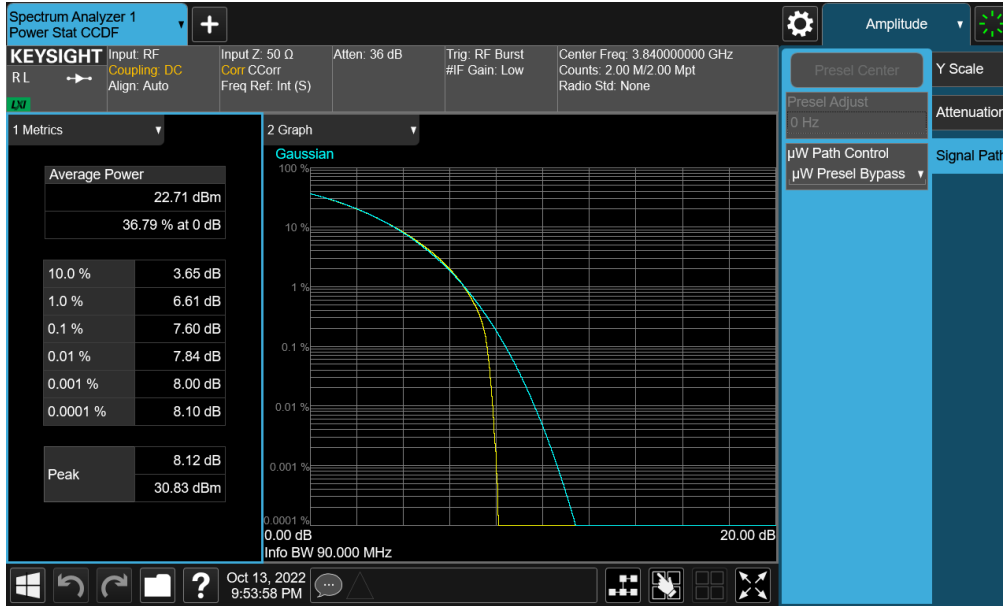 Spectrum Analyzer 1
Power Stat CCDF
Amplitude
KEYSIGHT
RL
LXI
Input: RF
Coupling: DC
Align: Auto
Input Z: 50 Ω
Corr CCorr
Freq Ref: Int (S)
Atten: 36 dB
Trig: RF Burst
#IF Gain: Low
Center Freq: 3.840000000 GHz
Counts: 2.00 M/2.00 Mpt
Radio Std: None
Presel Center
Presel Adjust
0 Hz
µW Path Control
µW Presel Bypass
Y Scale
Attenuation
Signal Path
1 Metrics
Average Power
22.71 dBm
36.79 % at 0 dB
10.0 % 3.65 dB
1.0 % 6.61 dB
0.1 % 7.60 dB
0.01 % 7.84 dB
0.001 % 8.00 dB
0.0001 % 8.10 dB
Peak
8.12 dB
30.83 dBm
2 Graph
Gaussian
100 %
10 %
1 %
0.1 %
0.01 %
0.001 %
0.0001 %
0.00 dB 20.00 dB
Info BW 90.000 MHz
?
Oct 13, 2022
9:53:58 PM